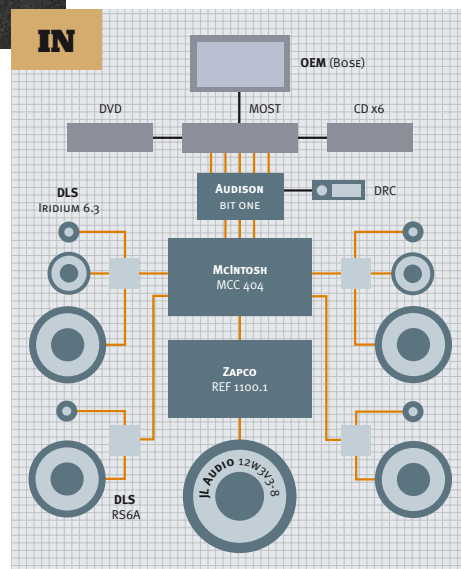 IN
OEM (Bose)
DVD
MOST
CD x6
Audison
bit one
DRC
DLS
Iridium 6.3
McIntosh
MCC 404
Zapco
REF 1100.1
JL Audio 12W3V3-8
DLS
RS6A